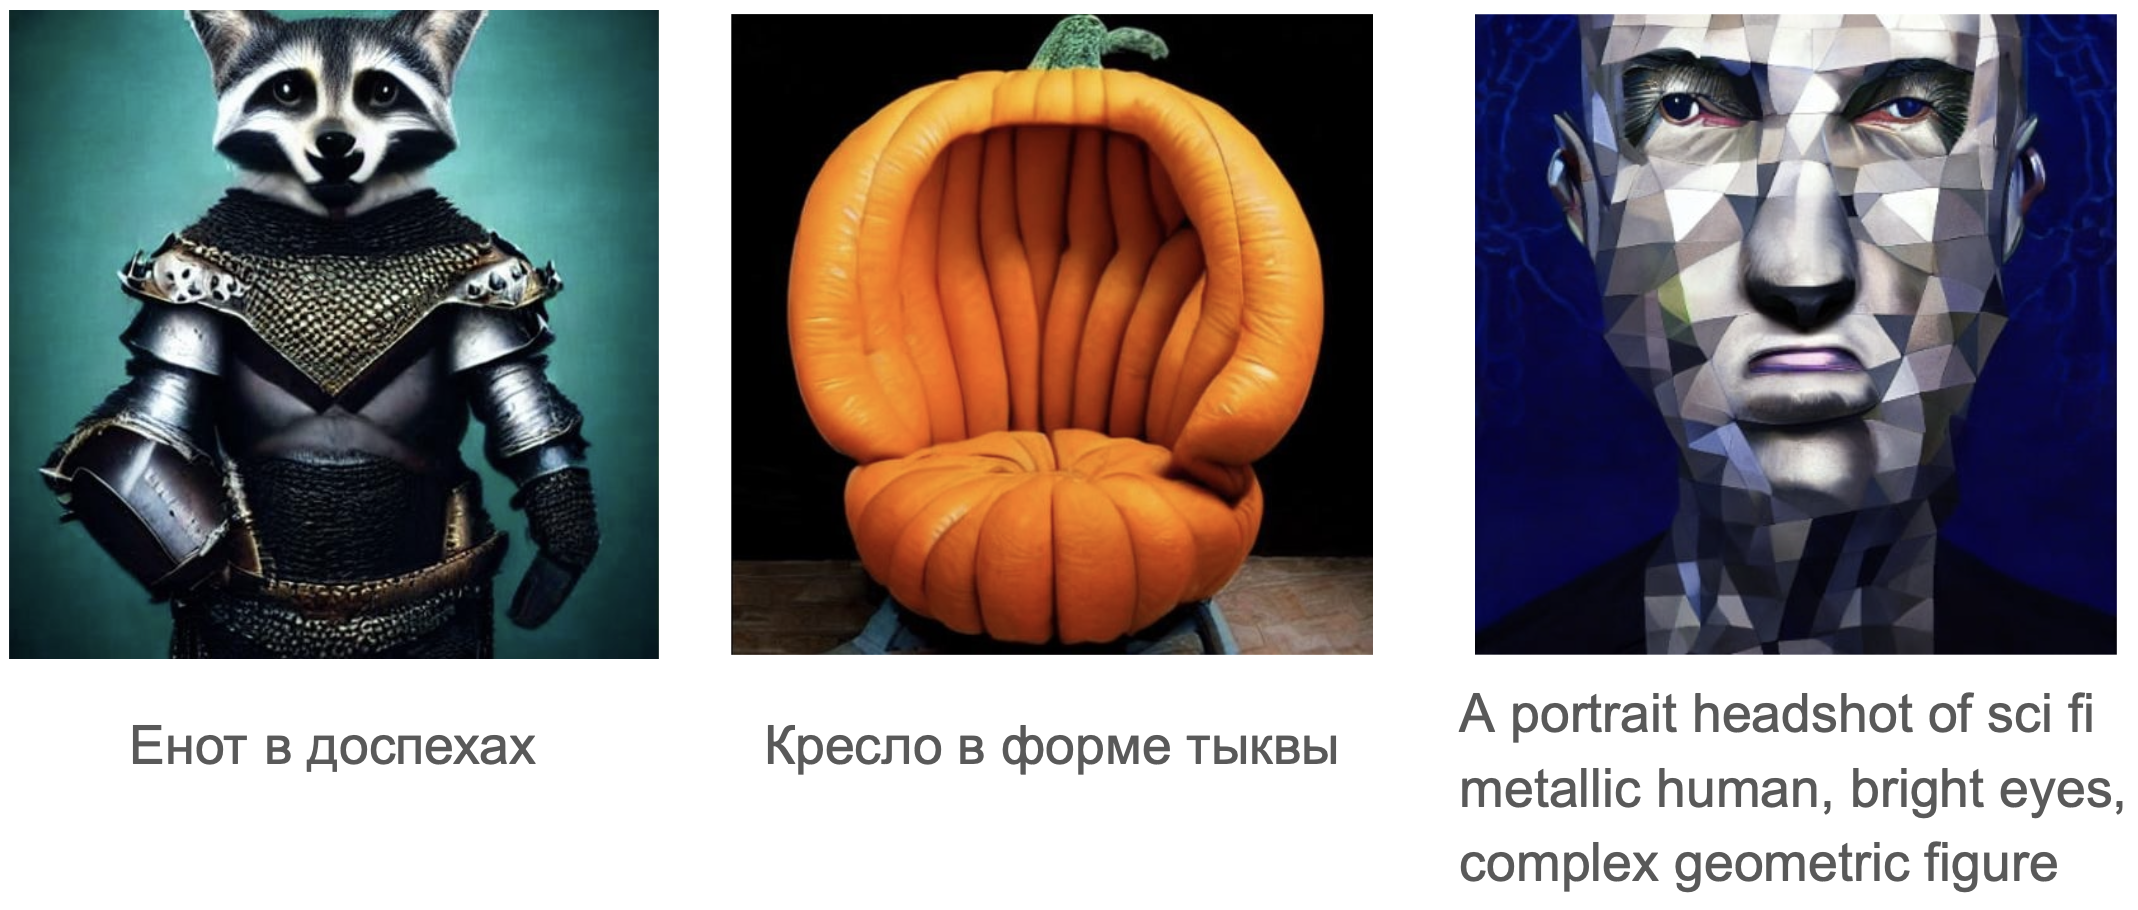 Енот в доспехах
Кресло в форме тыквы
A portrait headshot of sci fi
metallic human, bright eyes,
complex geometric figure